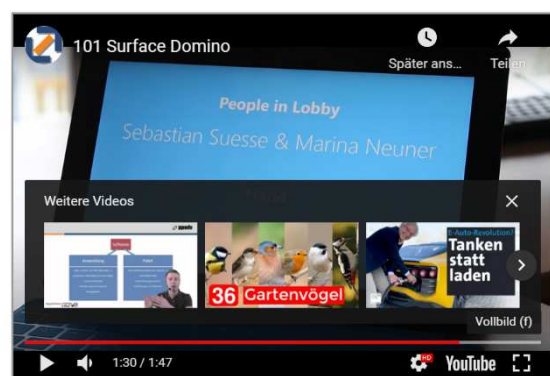 101 Surface Domino
Später ans...
Teilen
People in Lobby
Sebastian Suesse & Marina Neuner
Weitere Videos
36 Gartenvögel
E-Auto-Revolution?
Tanken
statt
laden
Vollbild (f)
1:30 / 1:47
HD
YouTube